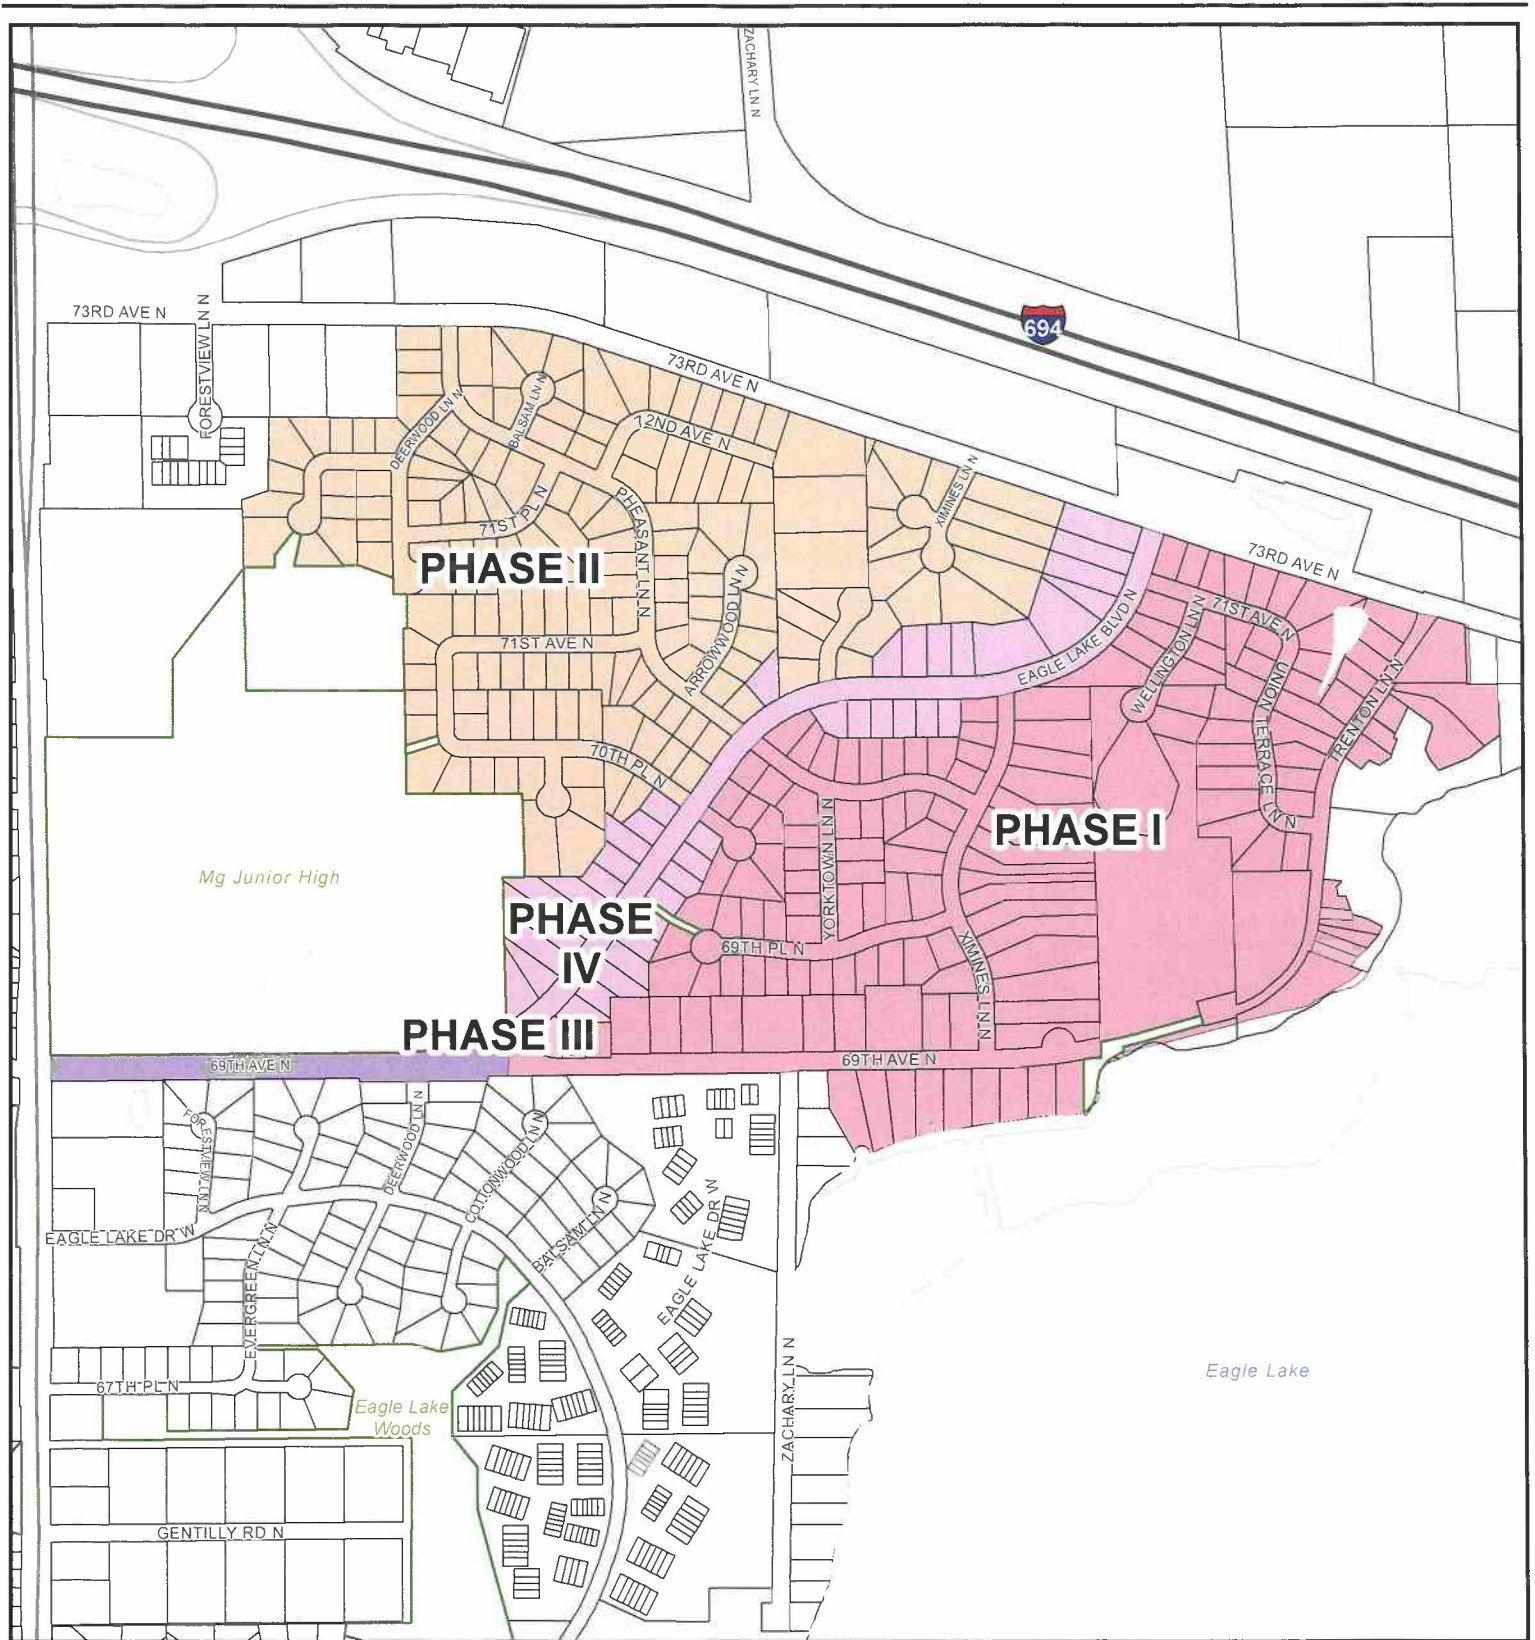 ZACHARY LN N
694
73RD AVE N
FORESTVIEW LN N
73RD AVE N
DEERWOOD LN N
BALSAM LN N
72ND AVE N
XIMINES LN N
PHEASANT LN N
71ST PL N
PHASE II
73RD AVE N
ARROWWOOD LN N
EAGLE LAKE BLVD N
WELLINGTON LN N
71ST AVE N
71ST AVE N
UNION TERRACE LN N
TRENTON LN N
70TH PL N
YORKTOWN LN N
PHASE I
Mg Junior High
PHASE
IV
69TH PL N
XIMINES LN N
PHASE III
69TH AVE N
69TH AVE N
FORESTVIEW LN N
DEERWOOD LN N
COTTONWOOD LN N
BALSAM LN N
EAGLE LAKE DR W
EAGLE LAKE DR W
EVERGREEN LN N
67TH PL N
Eagle Lake
Woods
ZACHARY LN N
Eagle Lake
GENTILLY RD N